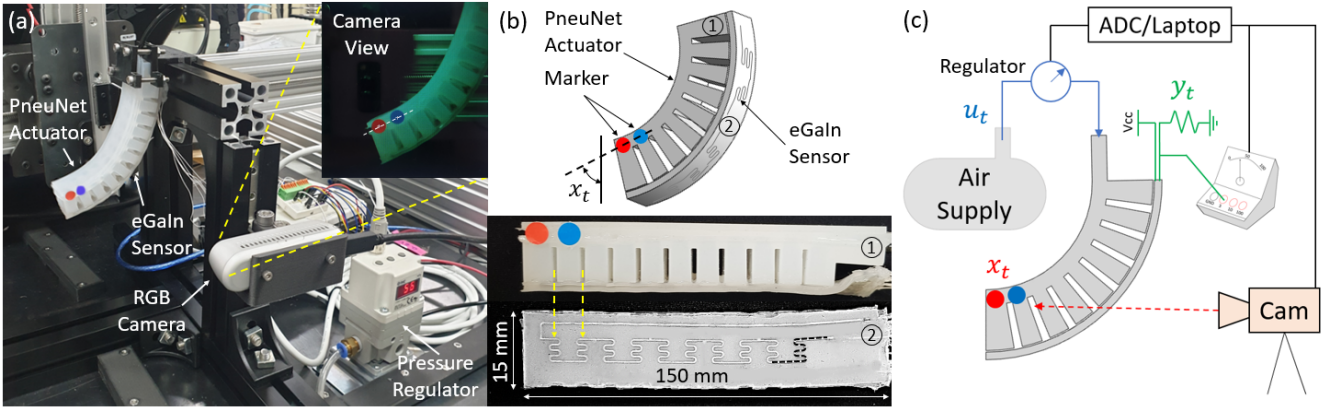 (a)
Camera
View
PneuNet
Actuator
eGaIn
Sensor
RGB
Camera
Pressure
Regulator
(b)
PneuNet
Actuator
Marker
x_t
①
②
eGaIn
Sensor
①
②
15 mm
150 mm
(c)
ADC/Laptop
Regulator
u_t
y_t
Vcc
Air
Supply
x_t
Cam